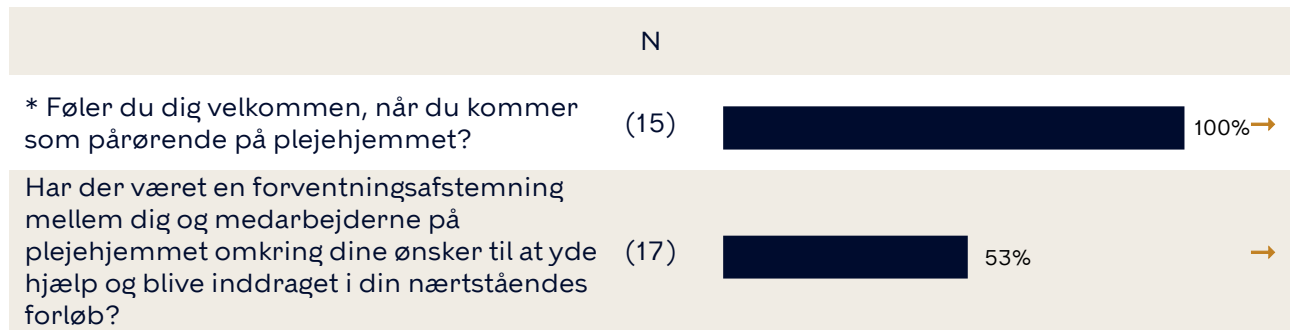 N
* Føler du dig velkommen, når du kommer
som pårørende på plejehjemmet?
(15)
100%→
Har der været en forventningsafstemning
mellem dig og medarbejderne på
plejehjemmet omkring dine ønsker til at yde
hjælp og blive inddraget i din nærtståendes
forløb?
(17)
53%
→